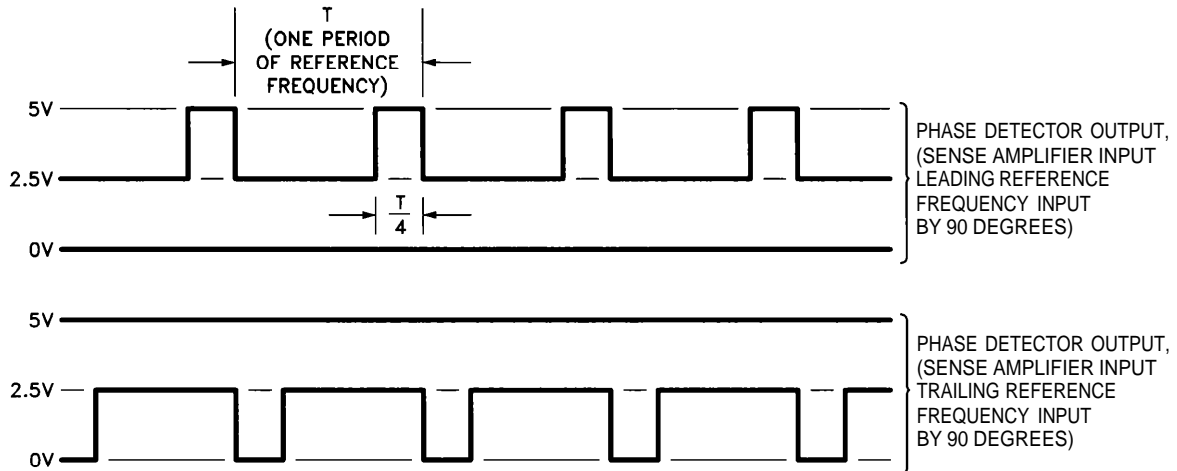 T
(ONE PERIOD
OF REFERENCE
FREQUENCY)
5V
2.5V
T
4
0V
PHASE DETECTOR OUTPUT,
(SENSE AMPLIFIER INPUT
LEADING REFERENCE
FREQUENCY INPUT
BY 90 DEGREES)
5V
2.5V
0V
PHASE DETECTOR OUTPUT,
(SENSE AMPLIFIER INPUT
TRAILING REFERENCE
FREQUENCY INPUT
BY 90 DEGREES)